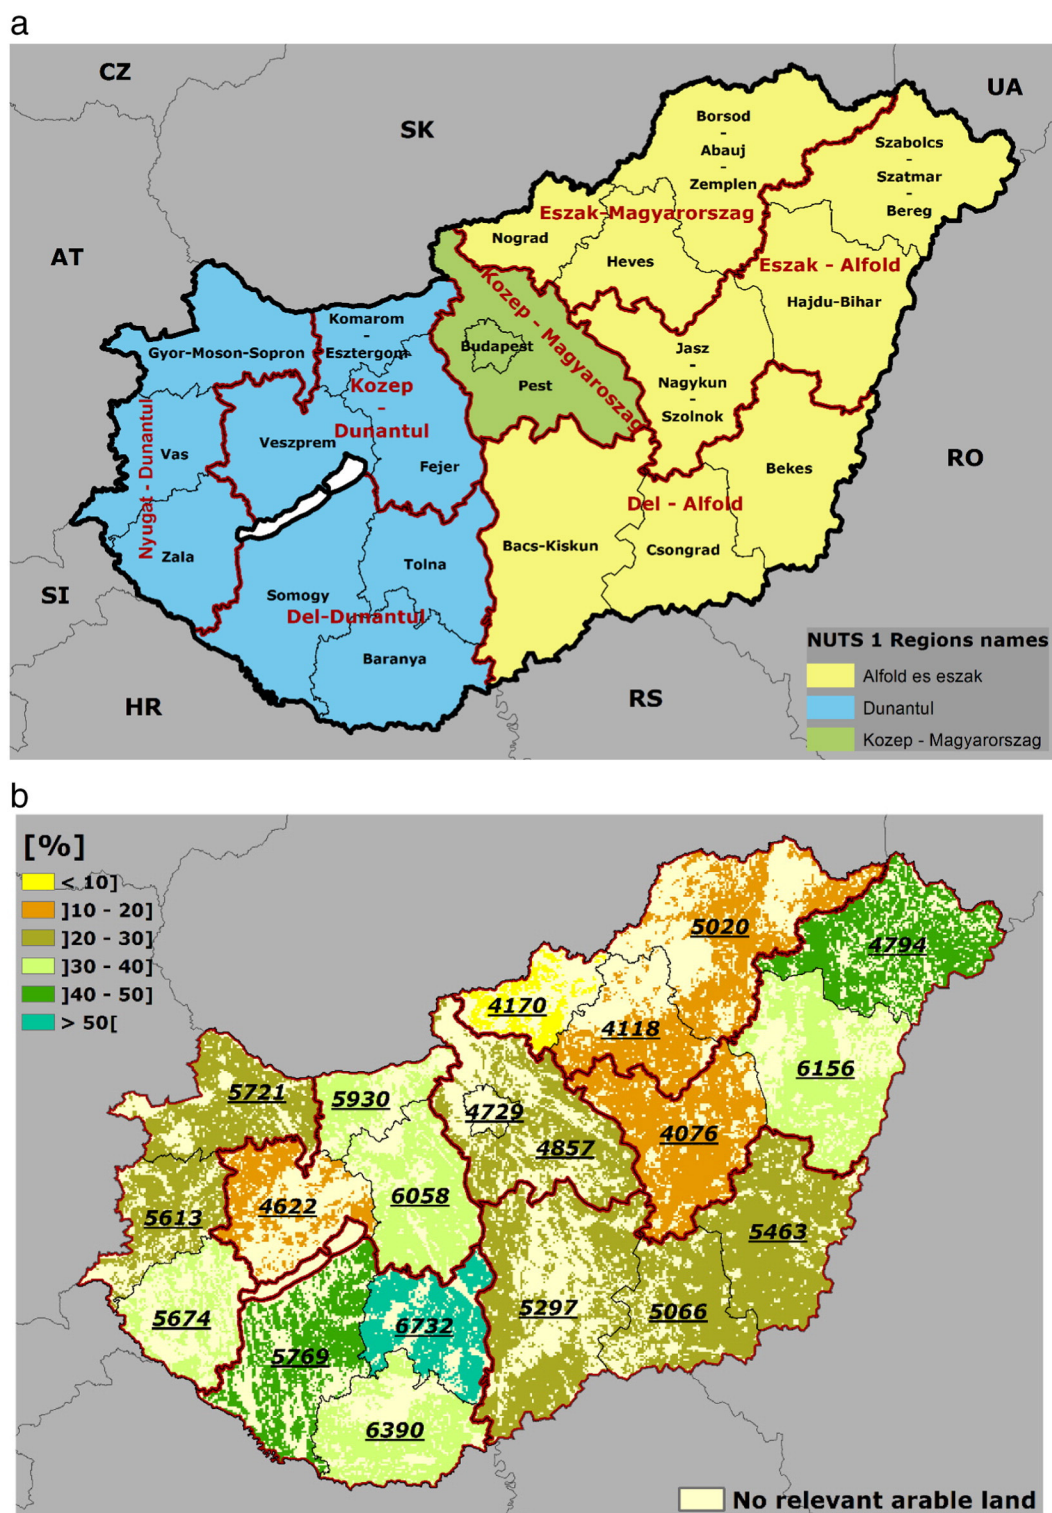 a
CZ
UA
SK
AT
SI
HR
RS
RO
Borsod
-
Abauj
-
Zemplen
Szabolcs
-
Szatmar
-
Bereg
Eszak-Magyarorszag
Nograd
Heves
Eszak - Alfold
Hajdu-Bihar
Kozep - Magyaroszag
Budapest
Pest
Jasz
-
Nagykun
-
Szolnok
Komarom
-
Esztergom
Gyor-Moson-Sopron
Kozep
-
Dunantul
Nyugat - Dunantul
Vas
Veszprem
Fejer
Zala
Bekes
Del - Alfold
Bacs-Kiskun
Csongrad
Tolna
Somogy
Del-Dunantul
Baranya
NUTS 1 Regions names
Alfold es eszak
Dunantul
Kozep - Magyarorszag
b
[%]
< 10]
]10 - 20]
]20 - 30]
]30 - 40]
]40 - 50]
> 50[
5020
4794
4170
4118
6156
5721
5930
4729
4857
4076
5613
4622
6058
5463
5674
5769
6732
5297
5066
6390
No relevant arable land